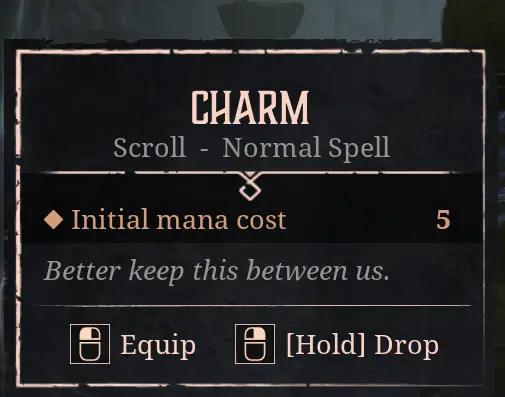 CHARM
Scroll - Normal Spell
Initial mana cost 5
Better keep this between us.
Equip [Hold] Drop